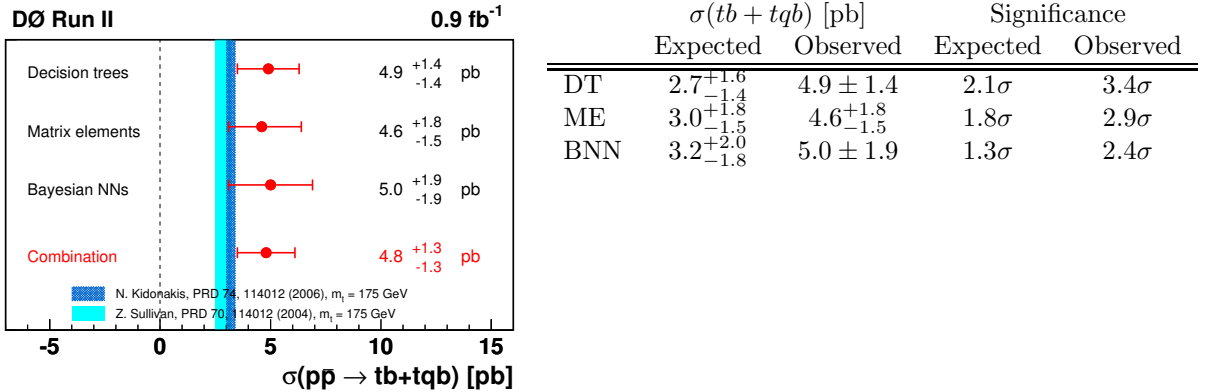 DØ Run II 0.9 fb⁻¹
Decision trees 4.9 +1.4 -1.4 pb
Matrix elements 4.6 +1.8 -1.5 pb
Bayesian NNs 5.0 +1.9 -1.9 pb
Combination 4.8 +1.3 -1.3 pb
N. Kidonakis, PRD 74, 114012 (2006), mₜ = 175 GeV
Z. Sullivan, PRD 70, 114012 (2004), mₜ = 175 GeV
-5 0 5 10 15
σ(pp̄ → tb+tqb) [pb]
σ(tb + tqb) [pb] Significance
Expected Observed Expected Observed
DT 2.7 +1.6 −1.4 4.9 ± 1.4 2.1σ 3.4σ
ME 3.0 +1.8 −1.5 4.6 +1.8 −1.5 1.8σ 2.9σ
BNN 3.2 +2.0 −1.8 5.0 ± 1.9 1.3σ 2.4σ